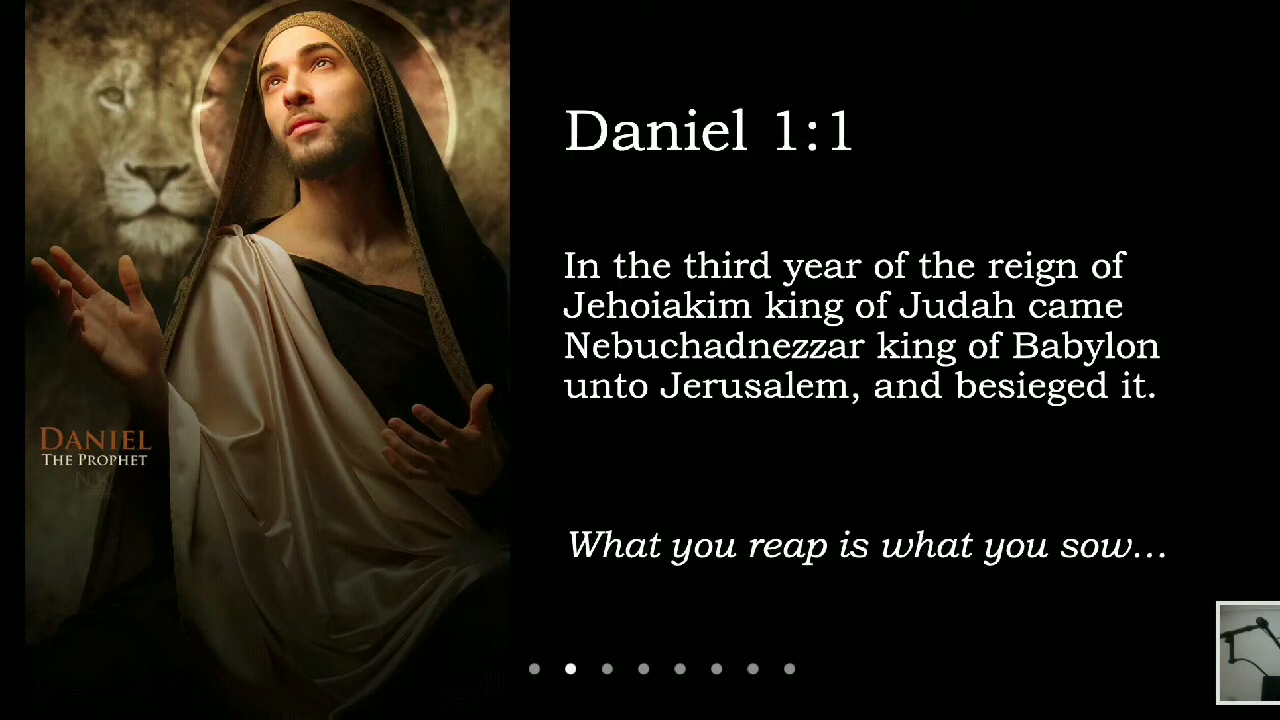 Daniel 1:1
In the third year of the reign of
Jehoiakim king of Judah came
Nebuchadnezzar king of Babylon
unto Jerusalem, and besieged it.
What you reap is what you sow...
DANIEL
THE PROPHET